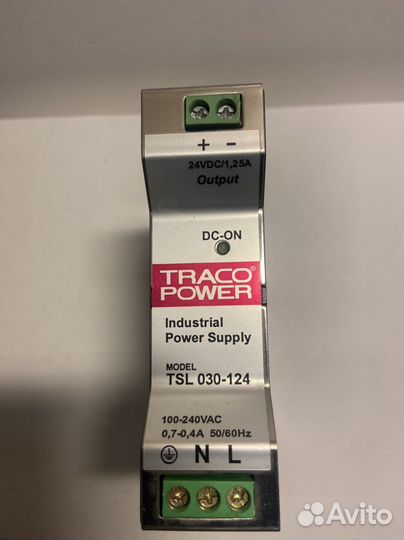 + −
24VDC/1,25A
Output
DC-ON
TRACO
POWER®
Industrial
Power Supply
MODEL
TSL 030-124
100-240VAC
0,7-0,4A 50/60Hz
N L
Avito